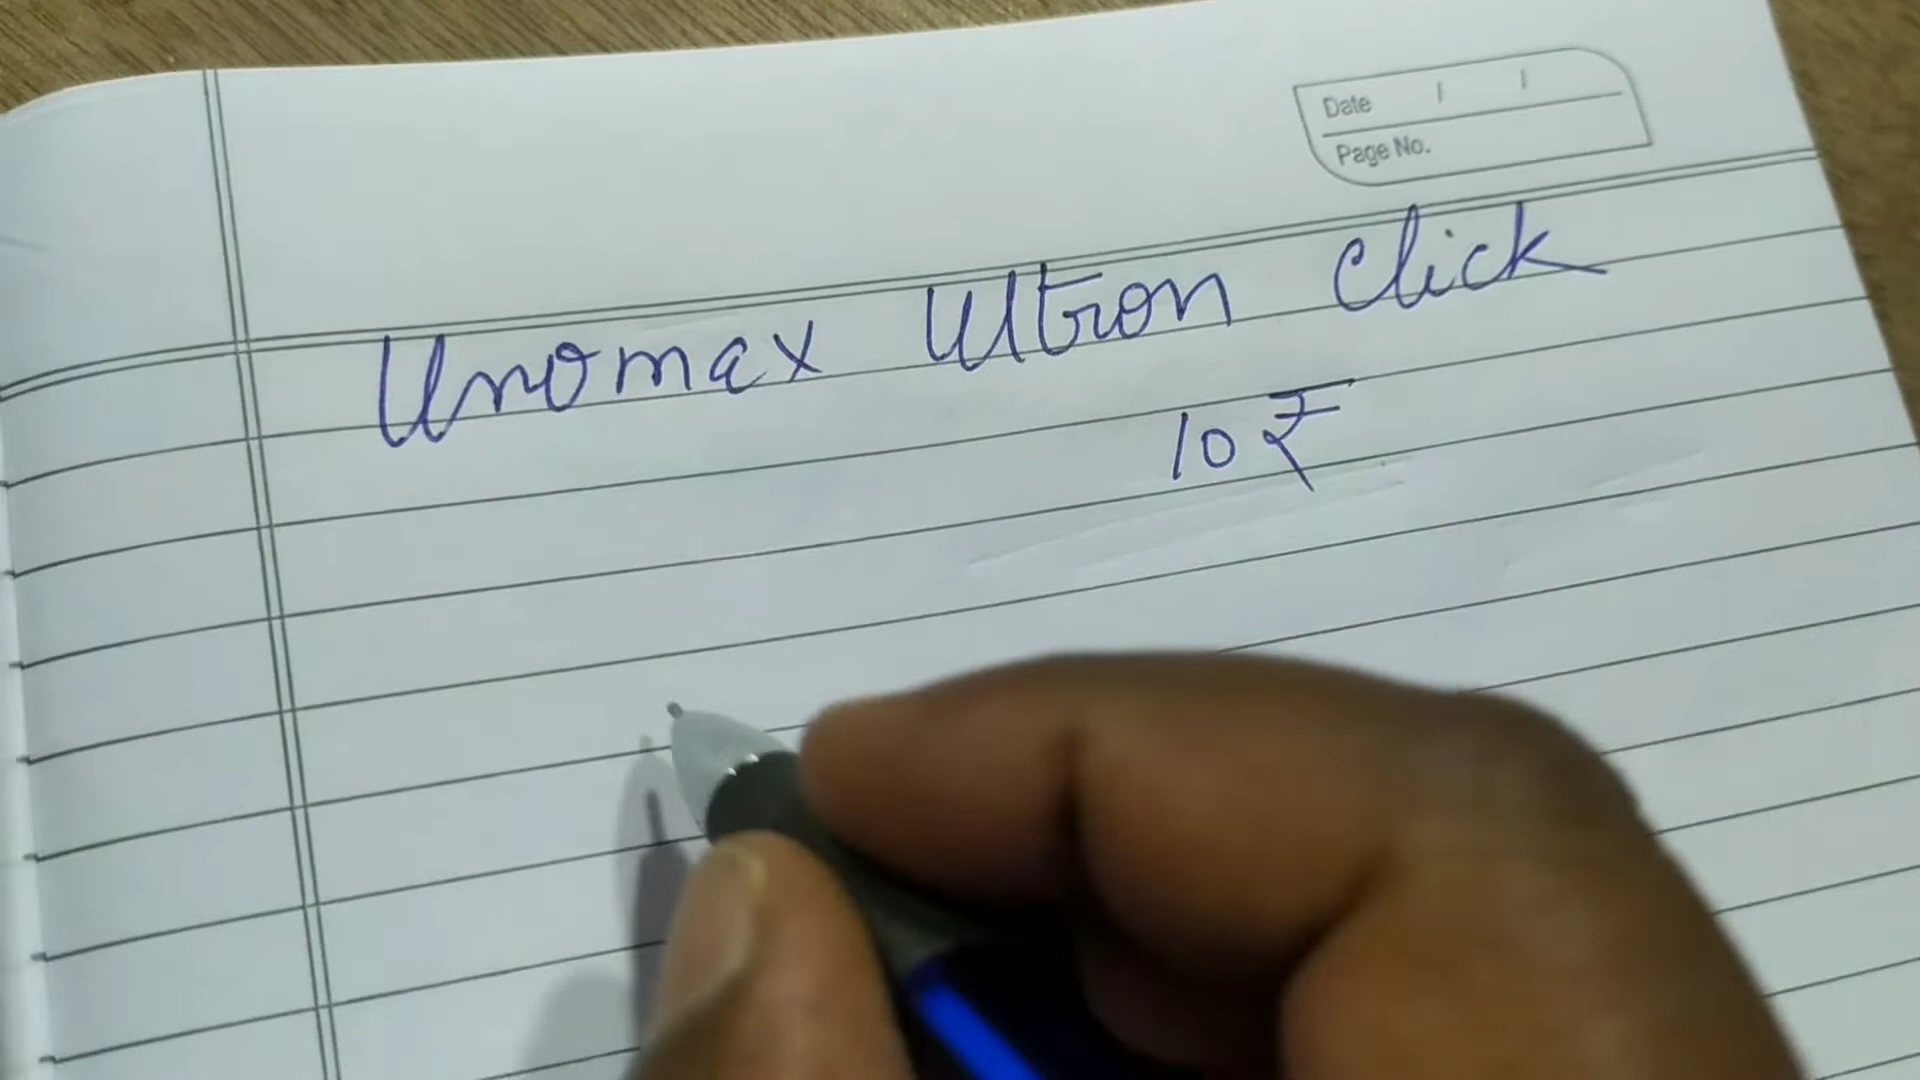 Date / /
Page No.
Unomax Ultron Click
10 ₹